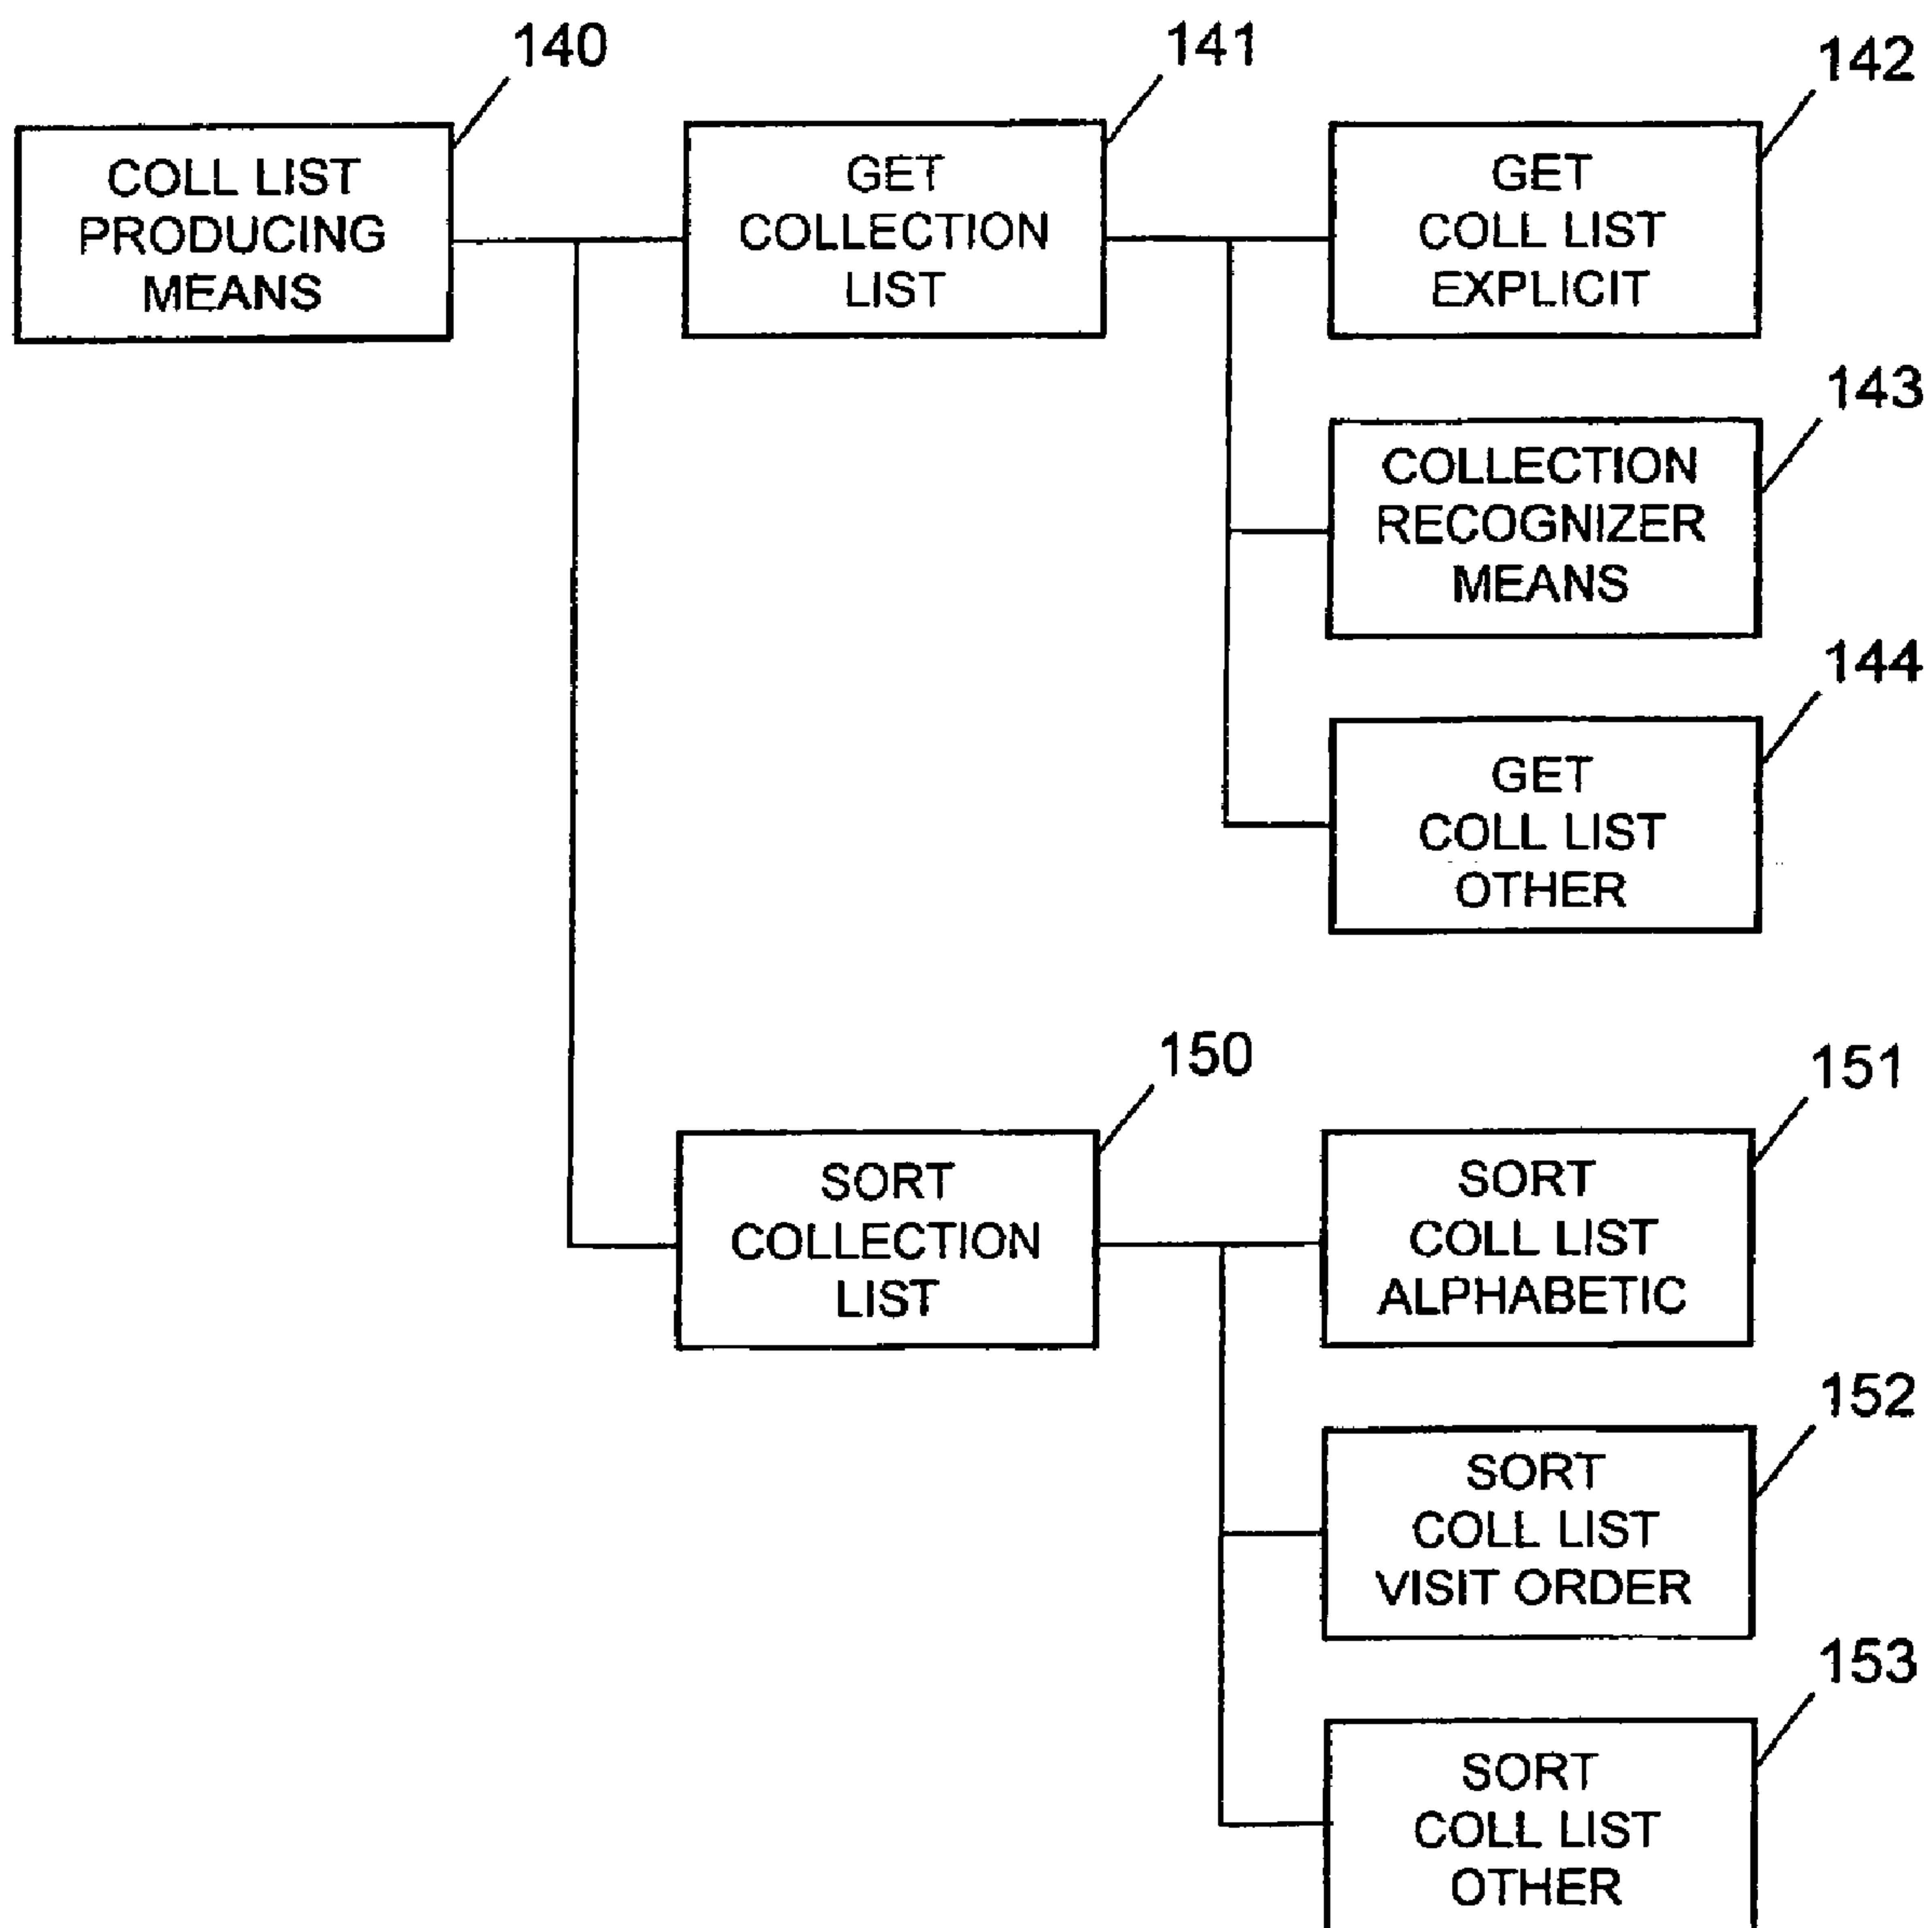 140
141
142
COLL LIST
PRODUCING
MEANS
GET
COLLECTION
LIST
GET
COLL LIST
EXPLICIT
143
COLLECTION
RECOGNIZER
MEANS
144
GET
COLL LIST
OTHER
150
151
SORT
COLLECTION
LIST
SORT
COLL LIST
ALPHABETIC
152
SORT
COLL LIST
VISIT ORDER
153
SORT
COLL LIST
OTHER